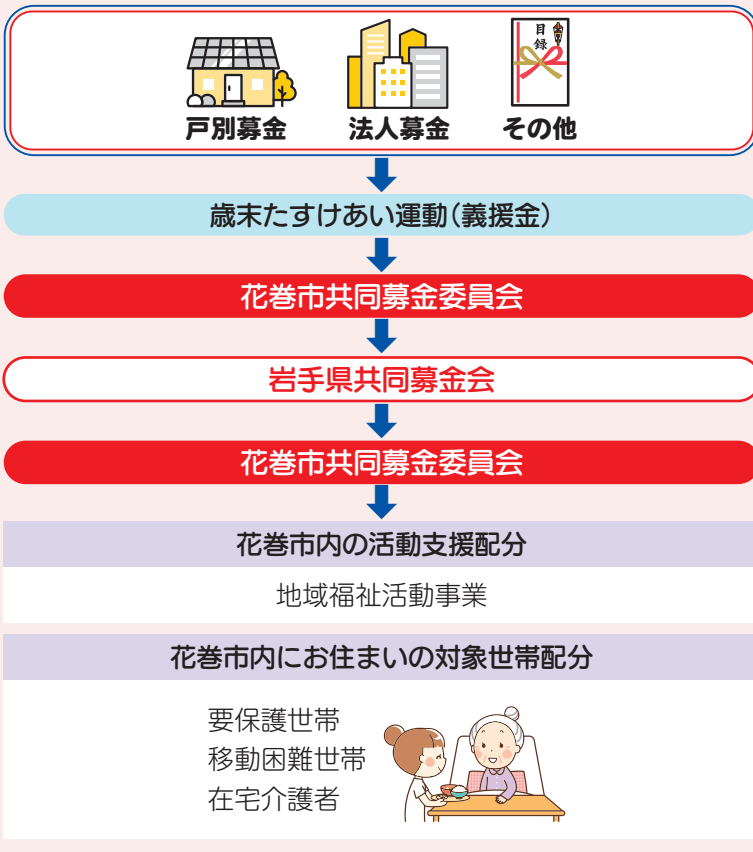 目録
戸別募金
法人募金
その他
歳末たすけあい運動(義援金)
花巻市共同募金委員会
岩手県共同募金会
花巻市共同募金委員会
花巻市内の活動支援配分
地域福祉活動事業
花巻市内にお住まいの対象世帯配分
要保護世帯
移動困難世帯
在宅介護者